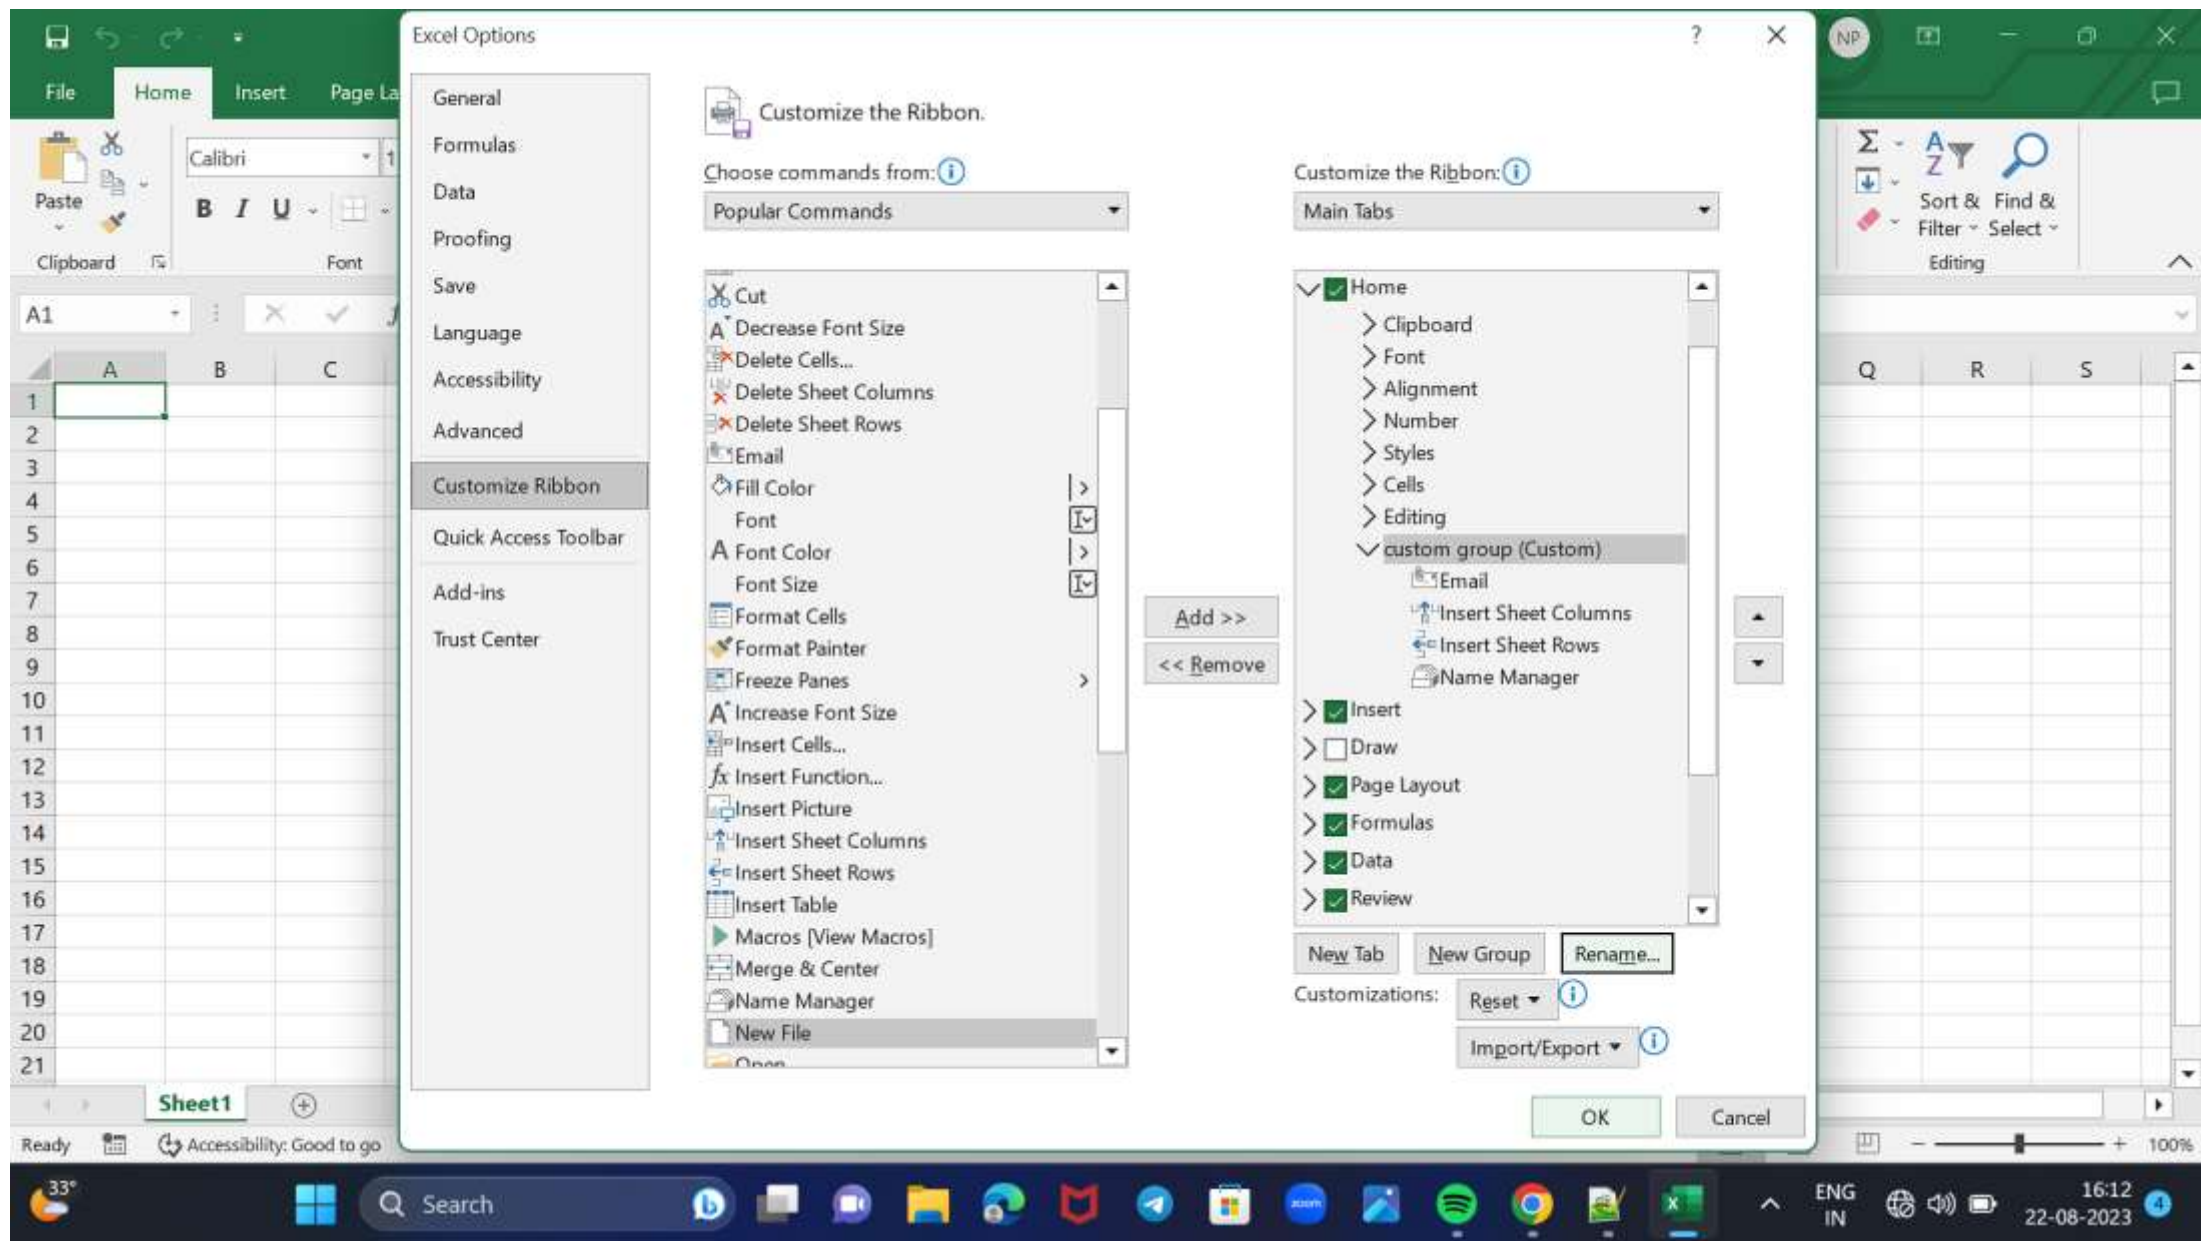 Excel Options
?
NP
File
Home
Insert
Page La
Paste
Clipboard
Calibri
1
B I U
Font
A1
A B C
1
2
3
4
5
6
7
8
9
10
11
12
13
14
15
16
17
18
19
20
21
Sheet1
Ready
Accessibility: Good to go
General
Formulas
Data
Proofing
Save
Language
Accessibility
Advanced
Customize Ribbon
Quick Access Toolbar
Add-ins
Trust Center
Customize the Ribbon.
Choose commands from:
Popular Commands
Cut
Decrease Font Size
Delete Cells...
Delete Sheet Columns
Delete Sheet Rows
Email
Fill Color
Font
Font Color
Font Size
Format Cells
Format Painter
Freeze Panes
Increase Font Size
Insert Cells...
Insert Function...
Insert Picture
Insert Sheet Columns
Insert Sheet Rows
Insert Table
Macros [View Macros]
Merge & Center
Name Manager
New File
Open
Add >>
<< Remove
Customize the Ribbon:
Main Tabs
Home
Clipboard
Font
Alignment
Number
Styles
Cells
Editing
custom group (Custom)
Email
Insert Sheet Columns
Insert Sheet Rows
Name Manager
Insert
Draw
Page Layout
Formulas
Data
Review
New Tab
New Group
Rename...
Customizations:
Reset
Import/Export
OK
Cancel
Sort &
Filter
Find &
Select
Editing
Q R S
100%
33°
Search
zoom
ENG
IN
16:12
22-08-2023
4